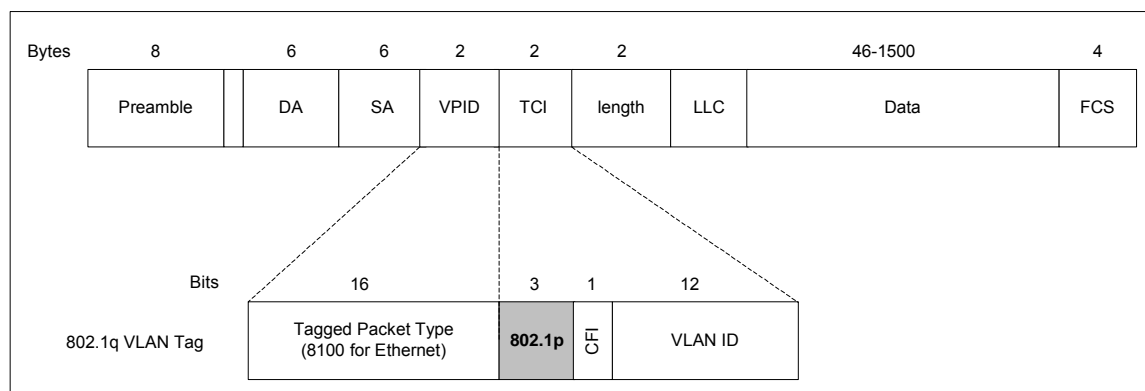 Bytes 8 6 6 2 2 2 46-1500 4
Preamble DA SA VPID TCI length LLC Data FCS
Bits 16 3 1 12
802.1q VLAN Tag
Tagged Packet Type
(8100 for Ethernet)
802.1p
CFI
VLAN ID